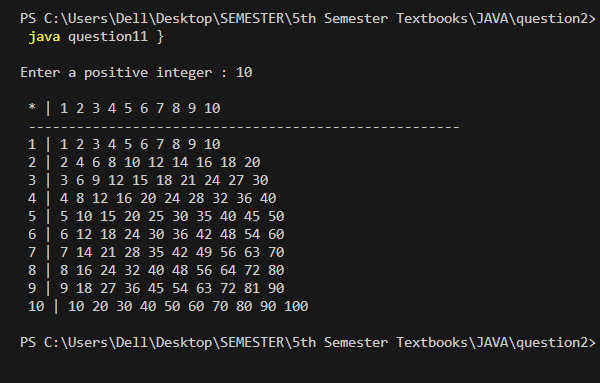 PS C:\Users\Dell\Desktop\SEMESTER\5th Semester Textbooks\JAVA\question2>
java question11 }
Enter a positive integer : 10
* | 1 2 3 4 5 6 7 8 9 10
------------------------------------------------------
1 | 1 2 3 4 5 6 7 8 9 10
2 | 2 4 6 8 10 12 14 16 18 20
3 | 3 6 9 12 15 18 21 24 27 30
4 | 4 8 12 16 20 24 28 32 36 40
5 | 5 10 15 20 25 30 35 40 45 50
6 | 6 12 18 24 30 36 42 48 54 60
7 | 7 14 21 28 35 42 49 56 63 70
8 | 8 16 24 32 40 48 56 64 72 80
9 | 9 18 27 36 45 54 63 72 81 90
10 | 10 20 30 40 50 60 70 80 90 100
PS C:\Users\Dell\Desktop\SEMESTER\5th Semester Textbooks\JAVA\question2>